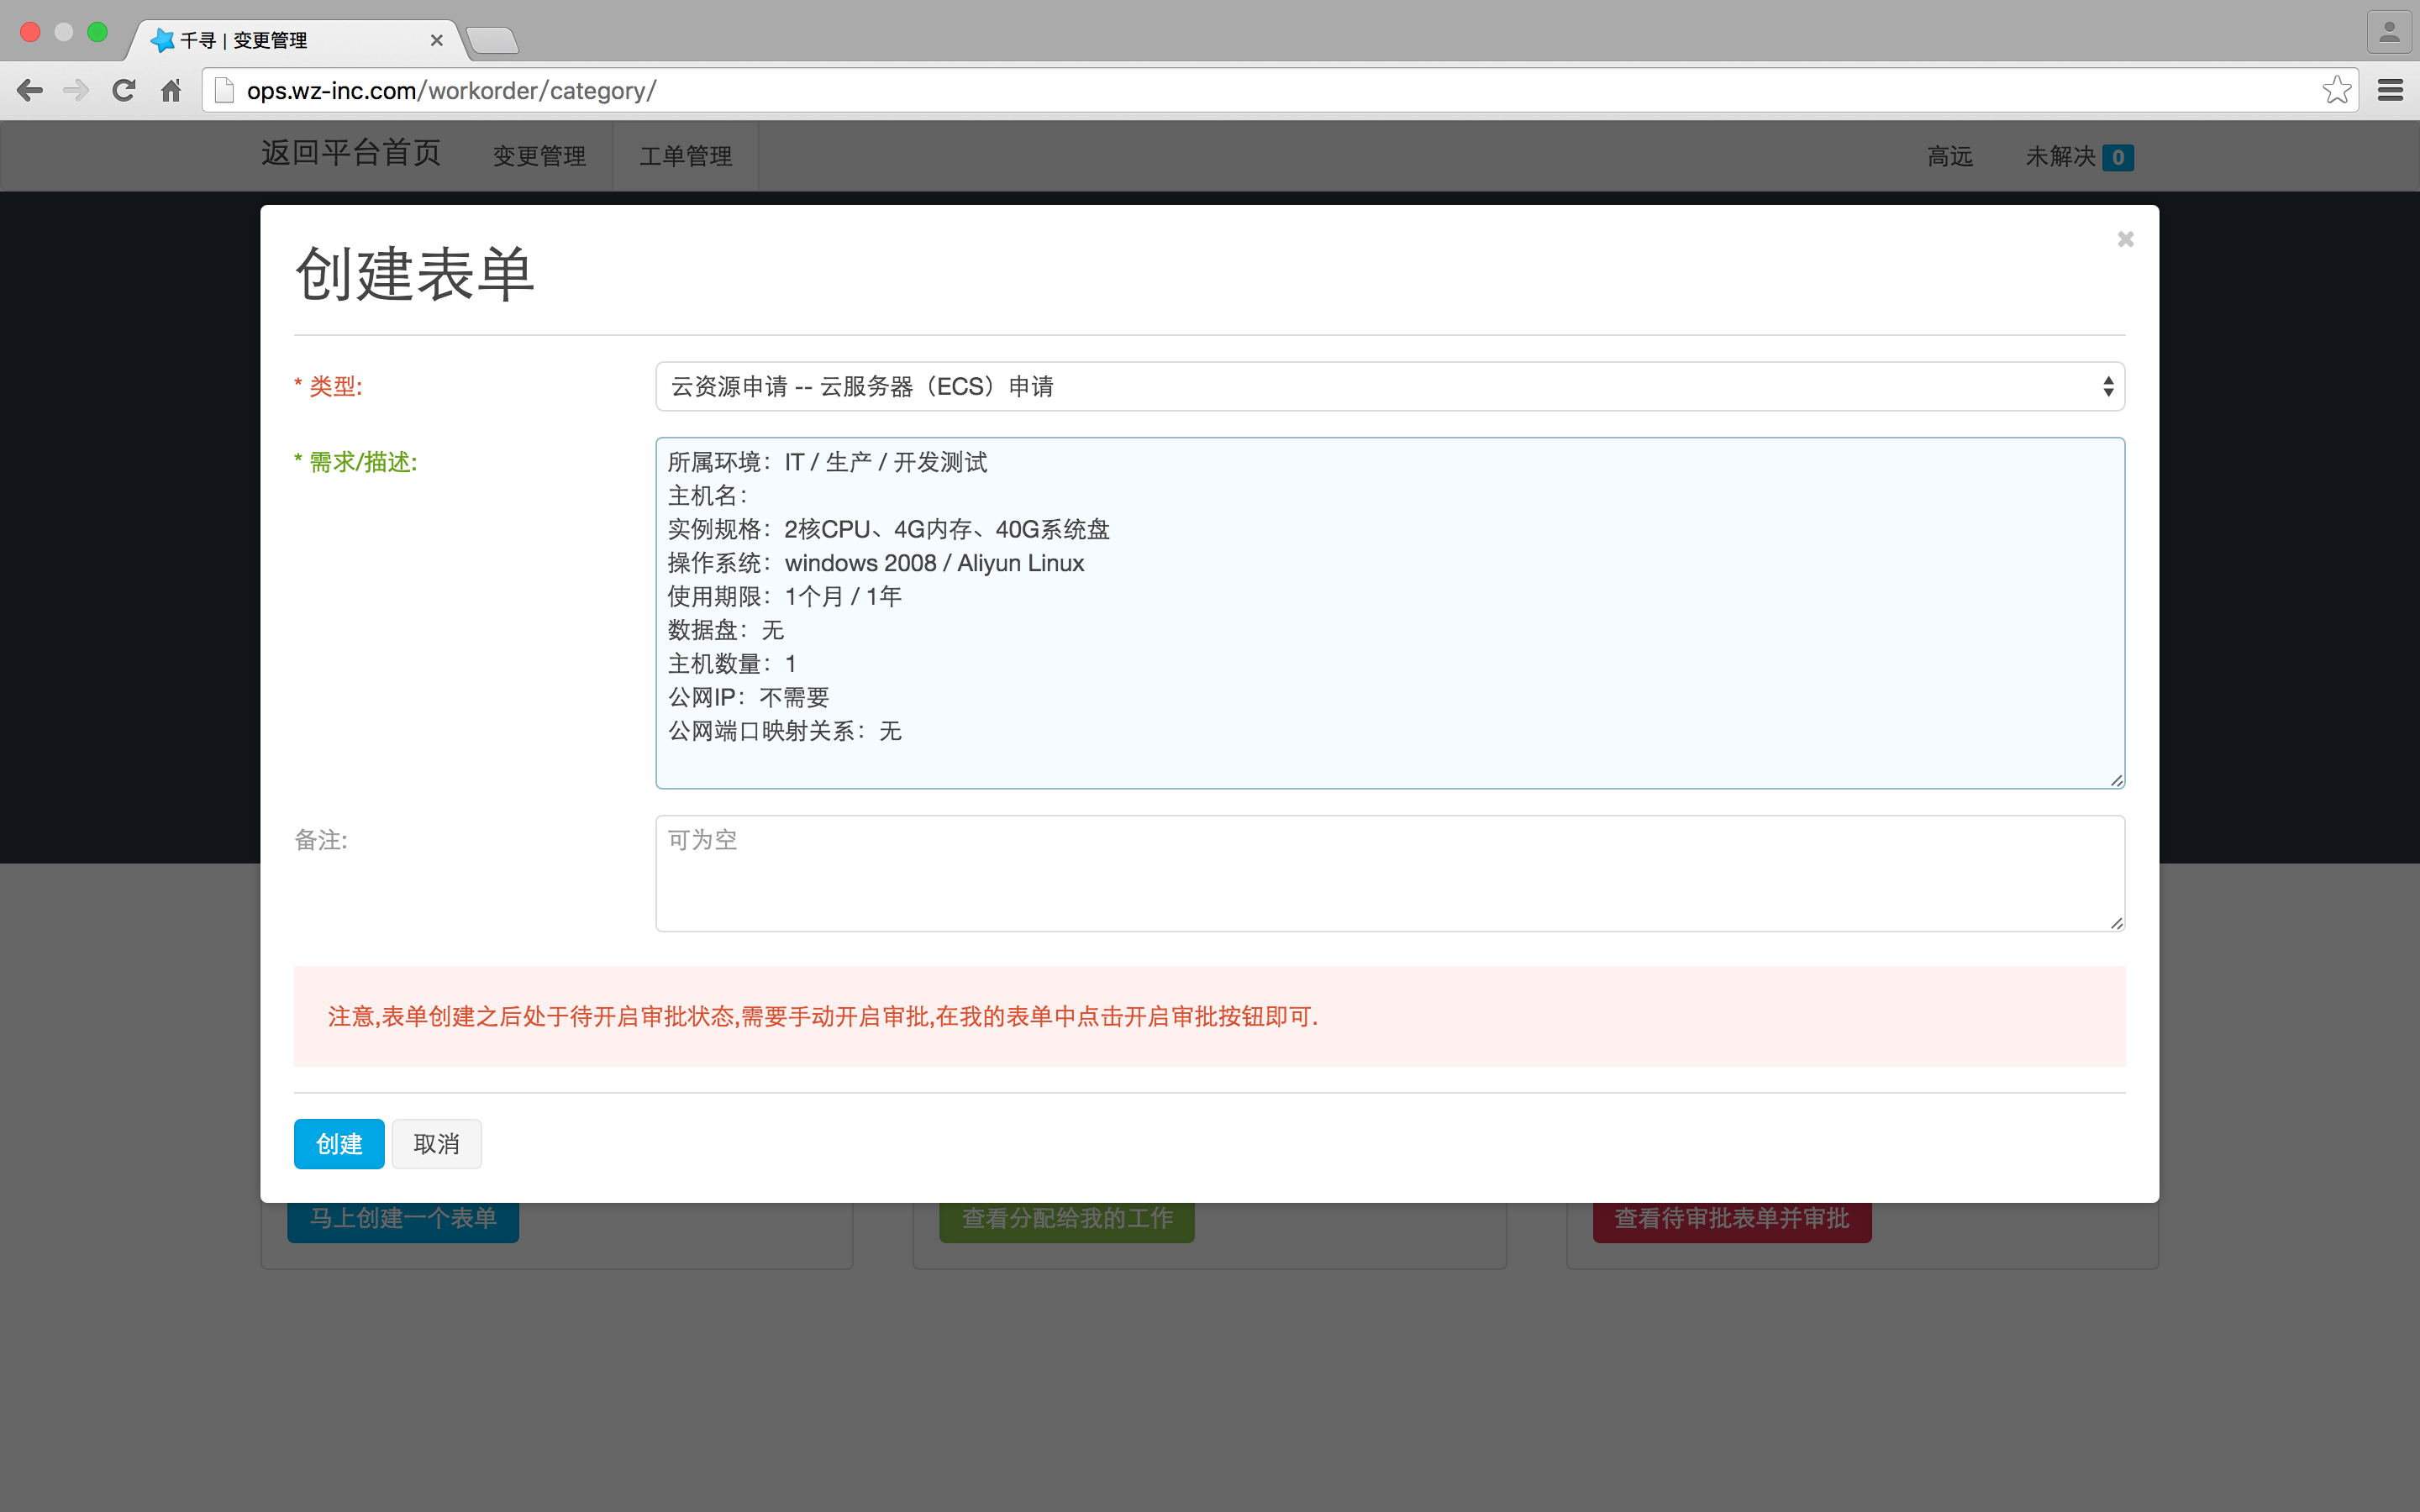 千寻 | 变更管理
ops.wz-inc.com/workorder/category/
返回平台首页 变更管理 工单管理 高远 未解决 0
创建表单
* 类型: 云资源申请 -- 云服务器（ECS）申请
* 需求/描述: 所属环境：IT / 生产 / 开发测试
主机名：
实例规格：2核CPU、4G内存、40G系统盘
操作系统：windows 2008 / Aliyun Linux
使用期限：1个月 / 1年
数据盘：无
主机数量：1
公网IP：不需要
公网端口映射关系：无
备注: 可为空
注意,表单创建之后处于待开启审批状态,需要手动开启审批,在我的表单中点击开启审批按钮即可.
创建 取消
马上创建一个表单 查看分配给我的工作 查看待审批表单并审批